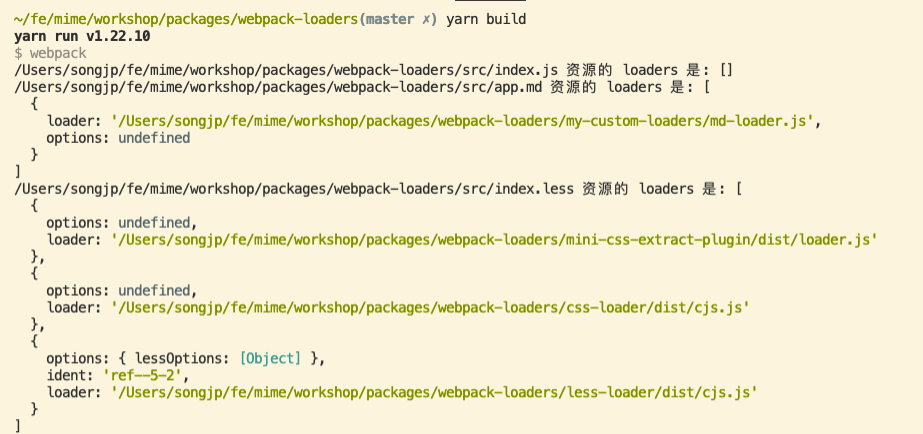 ~/fe/mime/workshop/packages/webpack-loaders(master ✗) yarn build
yarn run v1.22.10
$ webpack
/Users/songjp/fe/mime/workshop/packages/webpack-loaders/src/index.js 资源的 loaders 是: []
/Users/songjp/fe/mime/workshop/packages/webpack-loaders/src/app.md 资源的 loaders 是: [
  {
    loader: '/Users/songjp/fe/mime/workshop/packages/webpack-loaders/my-custom-loaders/md-loader.js',
    options: undefined
  }
]
/Users/songjp/fe/mime/workshop/packages/webpack-loaders/src/index.less 资源的 loaders 是: [
  {
    options: undefined,
    loader: '/Users/songjp/fe/mime/workshop/packages/webpack-loaders/mini-css-extract-plugin/dist/loader.js'
  },
  {
    options: undefined,
    loader: '/Users/songjp/fe/mime/workshop/packages/webpack-loaders/css-loader/dist/cjs.js'
  },
  {
    options: { lessOptions: [Object] },
    ident: 'ref--5-2',
    loader: '/Users/songjp/fe/mime/workshop/packages/webpack-loaders/less-loader/dist/cjs.js'
  }
]